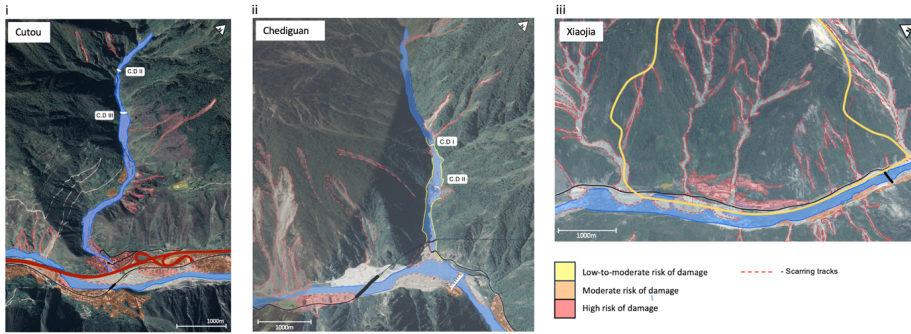 i
Cutou
C.D II
C.D III
1000m
ii
Chediguan
C.D I
C.D II
1000m
iii
Xiaojia
1000m
Low-to-moderate risk of damage
Moderate risk of damage
High risk of damage
- Scarring tracks